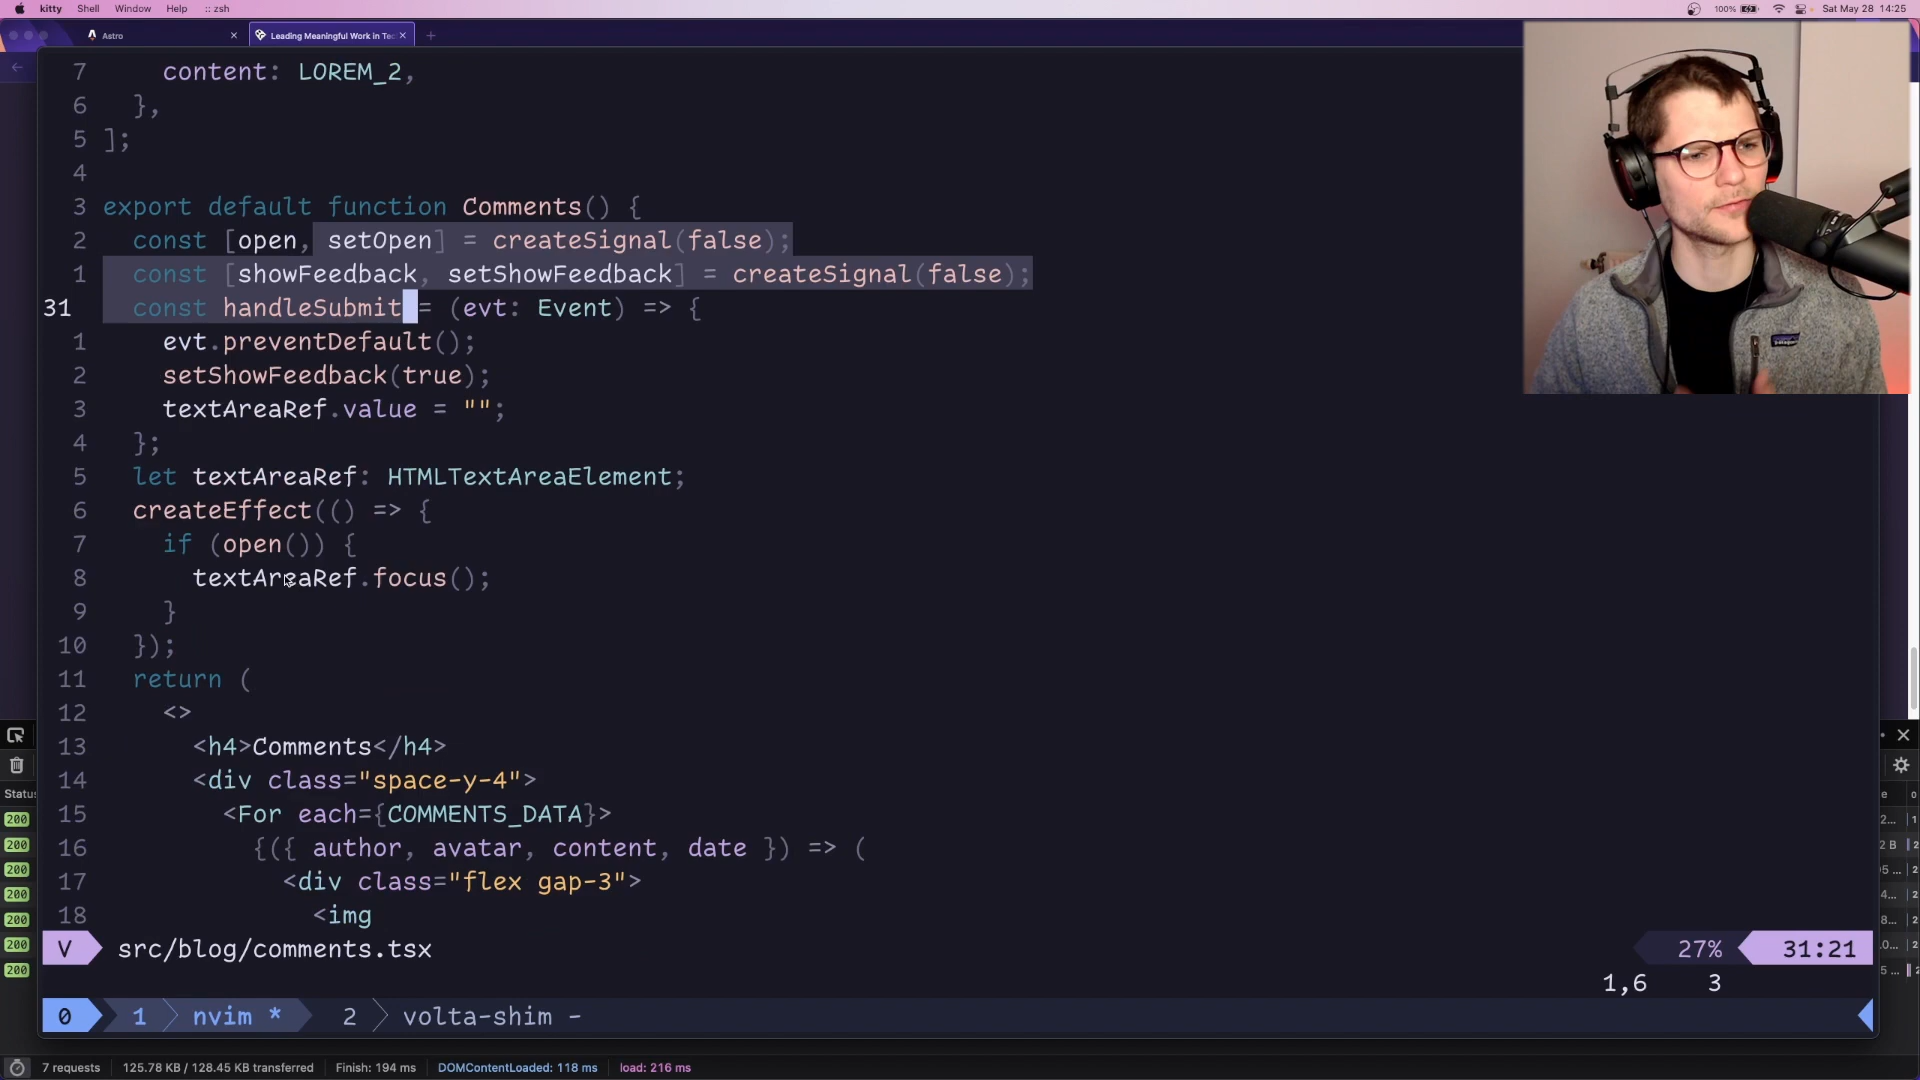 kitty Shell Window Help :: zsh
100% Sat May 28 14:25
Astro
Leading Meaningful Work in Tec
7 content: LOREM_2,
6 },
5 ];
4
3 export default function Comments() {
2 const [open, setOpen] = createSignal(false);
1 const [showFeedback, setShowFeedback] = createSignal(false);
31 const handleSubmit = (evt: Event) => {
1 evt.preventDefault();
2 setShowFeedback(true);
3 textAreaRef.value = "";
4 };
5 let textAreaRef: HTMLTextAreaElement;
6 createEffect(() => {
7 if (open()) {
8 textAreaRef.focus();
9 }
10 });
11 return (
12 <>
13 <h4>Comments</h4>
14 <div class="space-y-4">
15 <For each={COMMENTS_DATA}>
16 {({ author, avatar, content, date }) => (
17 <div class="flex gap-3">
18 <img
Status
200
200
200
200
200
200
200
V src/blog/comments.tsx 27% 31:21
1,6 3
0 1 nvim * 2 volta-shim -
7 requests 125.78 KB / 128.45 KB transferred Finish: 194 ms DOMContentLoaded: 118 ms load: 216 ms